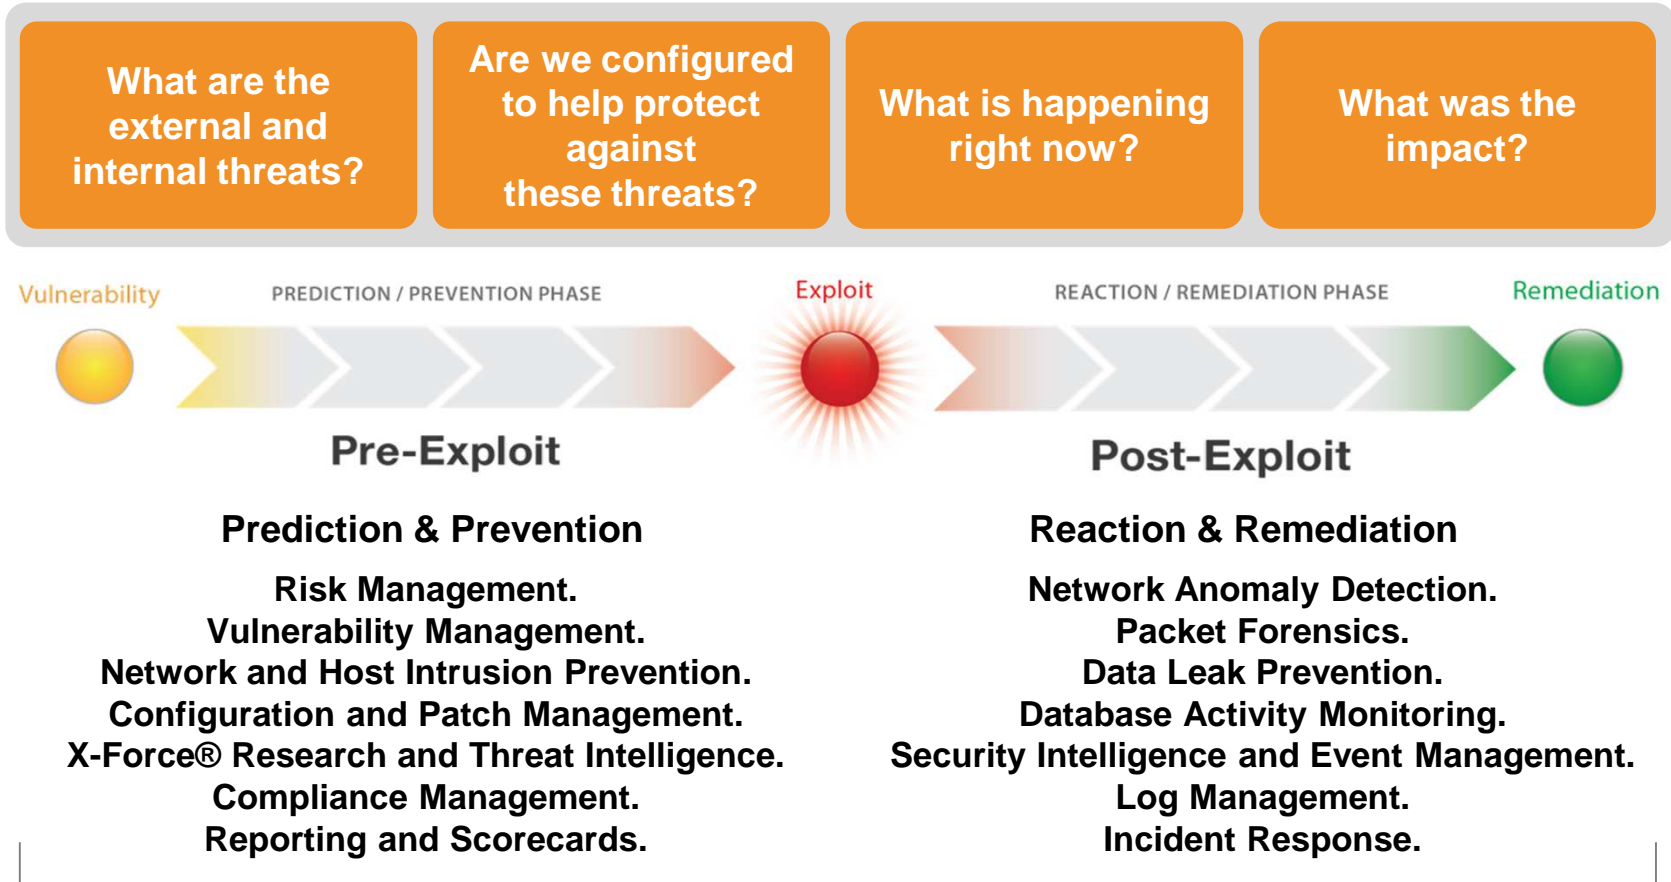 What are the
external and
internal threats?
Are we configured
to help protect
against
these threats?
What is happening
right now?
What was the
impact?
Vulnerability
PREDICTION / PREVENTION PHASE
Exploit
REACTION / REMEDIATION PHASE
Remediation
Pre-Exploit
Post-Exploit
Prediction & Prevention
Risk Management.
Vulnerability Management.
Network and Host Intrusion Prevention.
Configuration and Patch Management.
X-Force® Research and Threat Intelligence.
Compliance Management.
Reporting and Scorecards.
Reaction & Remediation
Network Anomaly Detection.
Packet Forensics.
Data Leak Prevention.
Database Activity Monitoring.
Security Intelligence and Event Management.
Log Management.
Incident Response.